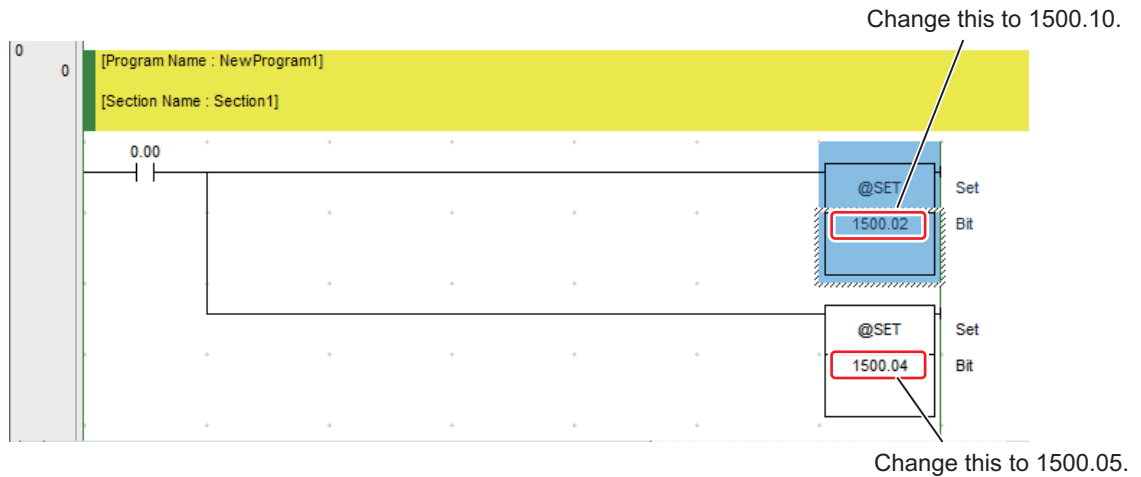 Change this to 1500.10.
0
0
[Program Name : NewProgram1]
[Section Name : Section1]
0.00
@SET
Set
1500.02
Bit
@SET
Set
1500.04
Bit
Change this to 1500.05.